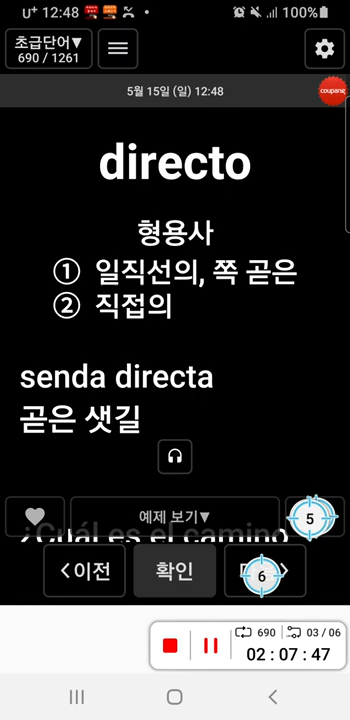 U+ 12:48 100%
초급단어▼
690 / 1261
5월 15일 (일) 12:48
coupang
directo
형용사
① 일직선의, 쭉 곧은
② 직접의
senda directa
곧은 샛길
예제 보기▼
5
¿Cuál es el camino
이전
확인
6
690 03 / 06
02 : 07 : 47